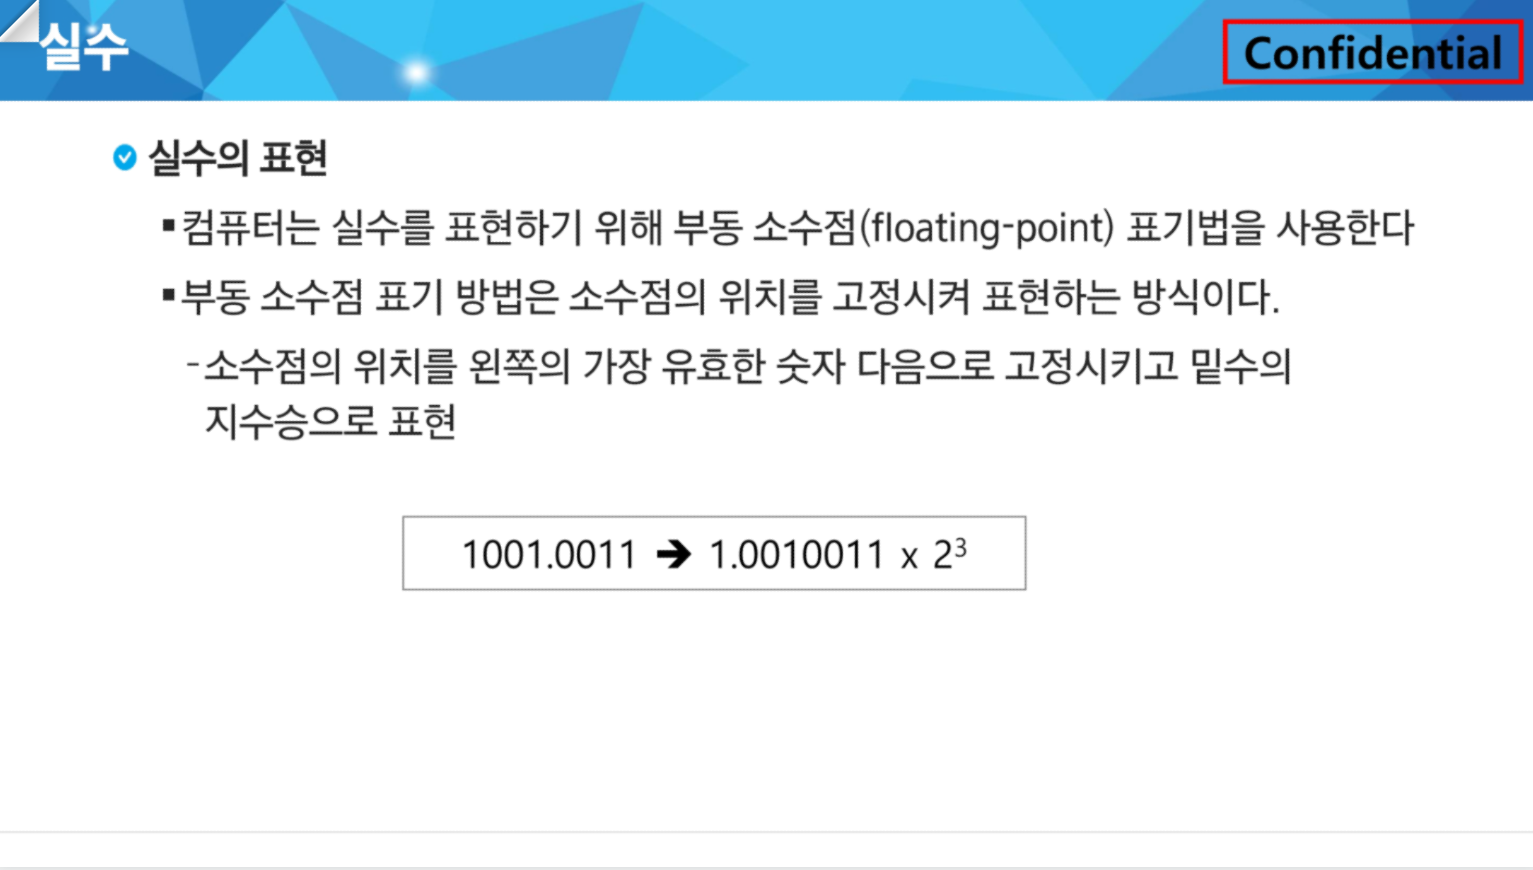 실수
Confidential
실수의 표현
▪컴퓨터는 실수를 표현하기 위해 부동 소수점(floating-point) 표기법을 사용한다
▪부동 소수점 표기 방법은 소수점의 위치를 고정시켜 표현하는 방식이다.
-소수점의 위치를 왼쪽의 가장 유효한 숫자 다음으로 고정시키고 밑수의
지수승으로 표현
1001.0011 ➔ 1.0010011 x 2³